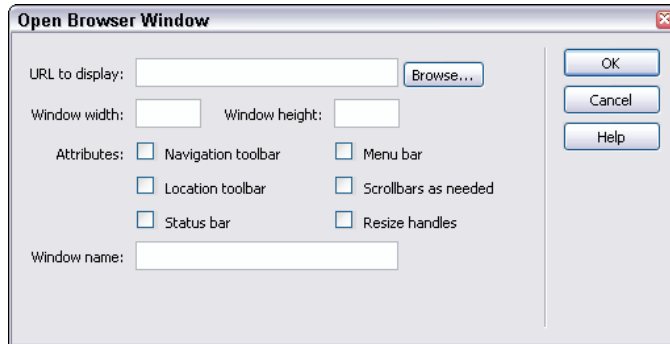 Open Browser Window
URL to display: Browse... OK
Window width: Window height: Cancel
Help
Attributes: Navigation toolbar Menu bar
Location toolbar Scrollbars as needed
Status bar Resize handles
Window name: